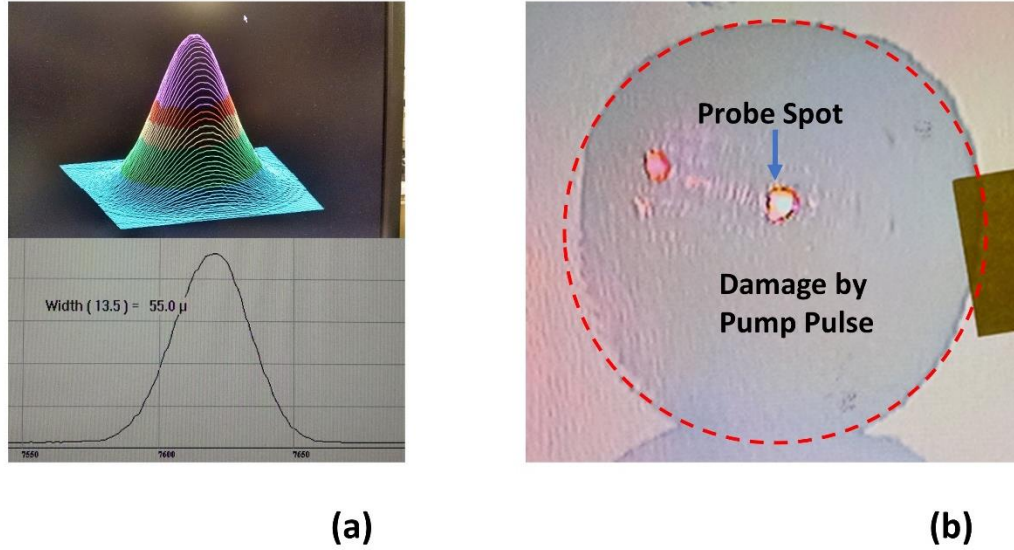 Width ( 13.5 ) = 55.0 µ
7550
7600
7650
(a)
Probe Spot
Damage by
Pump Pulse
(b)